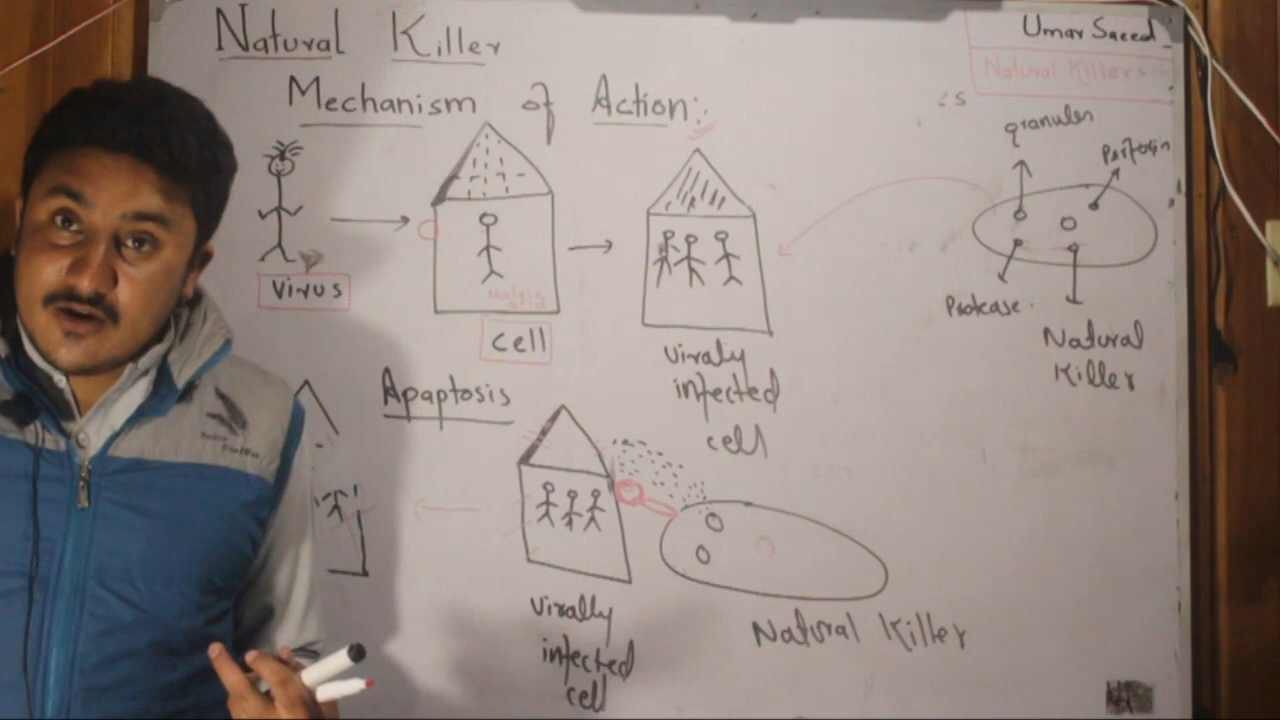 Natural Killer
Umar Saeed
Natural Killer
Mechanism of Action:
granules
Perforin
Virus
cell
Viraly
infected
cell
Protease.
Natural
Killer
Apaptosis
Virally
infected
cell
Natural Killer